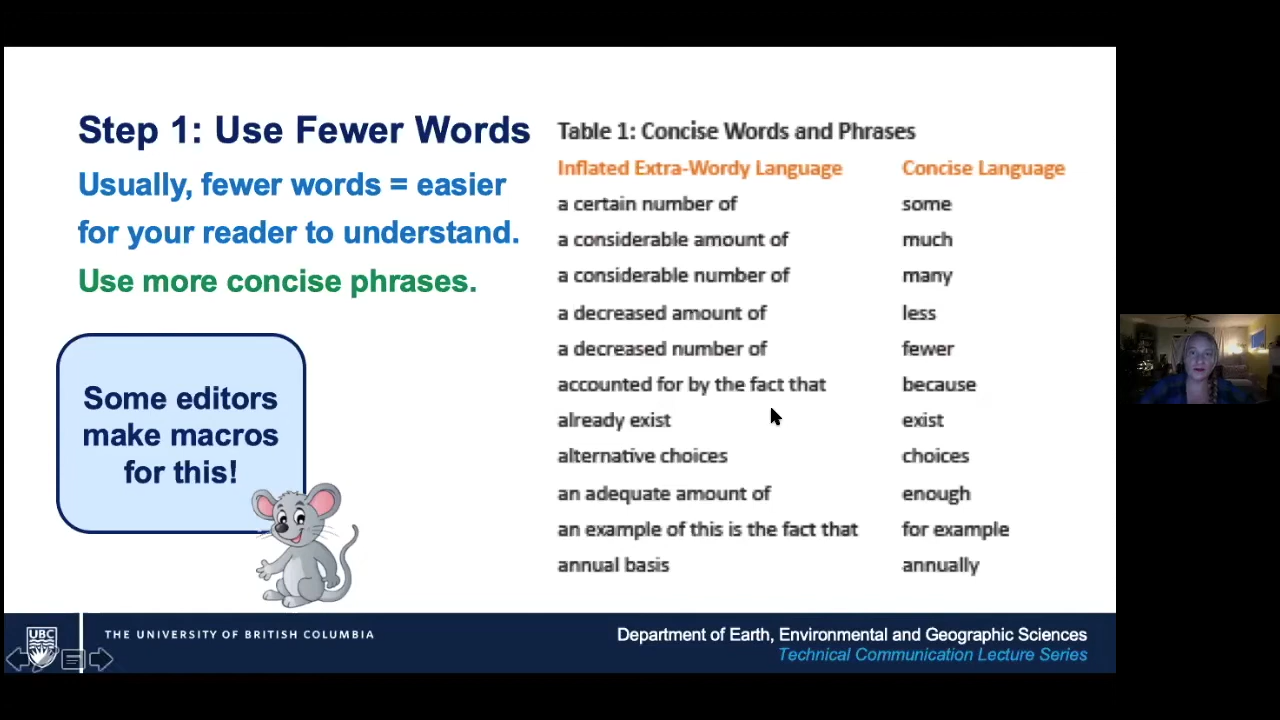 Step 1: Use Fewer Words
Usually, fewer words = easier
for your reader to understand.
Use more concise phrases.
Some editors
make macros
for this!
Table 1: Concise Words and Phrases
Inflated Extra-Wordy Language Concise Language
a certain number of some
a considerable amount of much
a considerable number of many
a decreased amount of less
a decreased number of fewer
accounted for by the fact that because
already exist exist
alternative choices choices
an adequate amount of enough
an example of this is the fact that for example
annual basis annually
UBC
THE UNIVERSITY OF BRITISH COLUMBIA
Department of Earth, Environmental and Geographic Sciences
Technical Communication Lecture Series